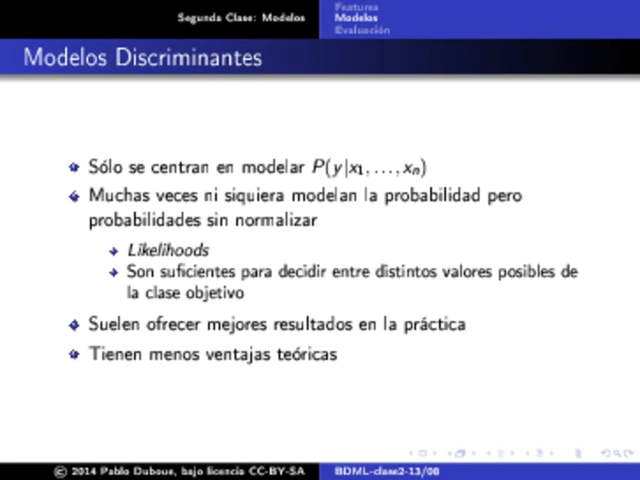 Segunda Clase: Modelos
Features
Modelos
Evaluación
Modelos Discriminantes
Sólo se centran en modelar P(y|x₁, . . . , xₙ)
Muchas veces ni siquiera modelan la probabilidad pero
probabilidades sin normalizar
Likelihoods
Son suficientes para decidir entre distintos valores posibles de
la clase objetivo
Suelen ofrecer mejores resultados en la práctica
Tienen menos ventajas teóricas
© 2014 Pablo Duboue, bajo licencia CC-BY-SA
BDML-clase2-13/08